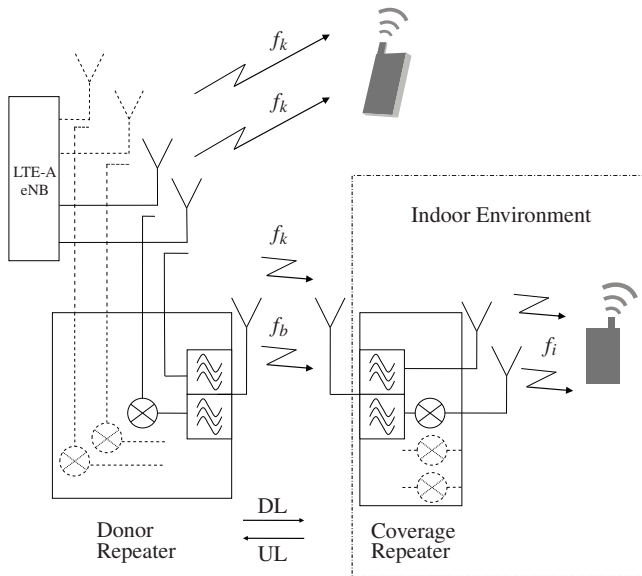 f_k
f_k
LTE-A
eNB
Indoor Environment
f_k
f_b
f_i
DL
UL
Donor
Repeater
Coverage
Repeater